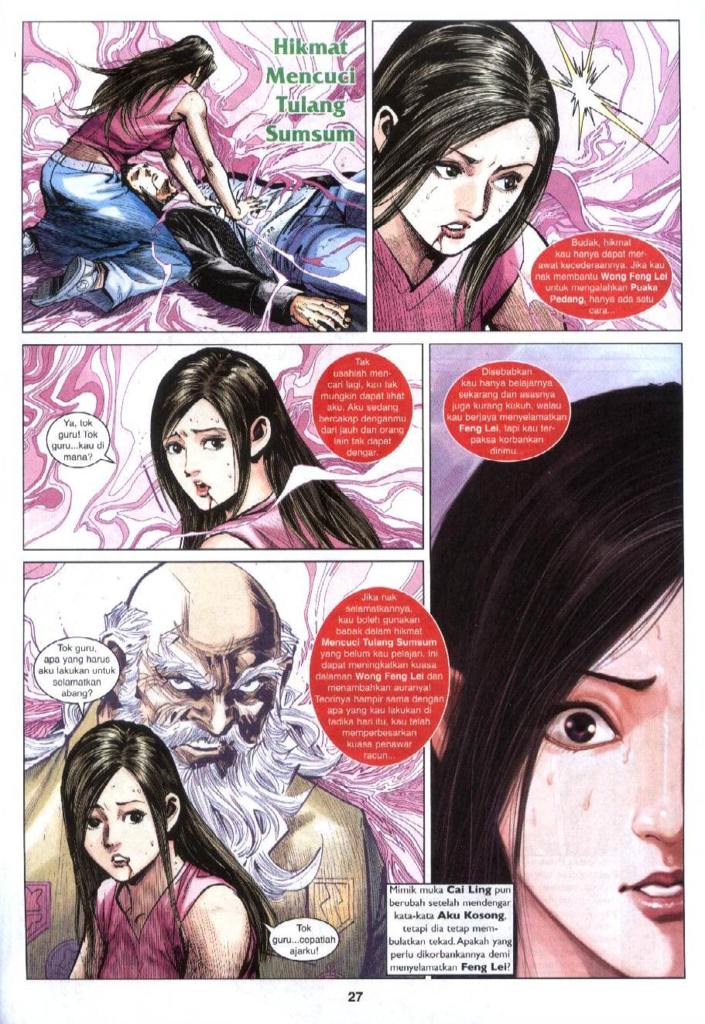 Hikmat
Mencuci
Tulang
Sumsum
Budak, hikmat
kau hanya dapat mer-
awat kecederaannya. Jika kau
nak membantu Wong Feng Lei
untuk mengalahkan Puaka
Pedang, hanya ada satu
cara...
Ya, tok
guru! Tok
guru...kau di
mana?
Tak
usahlah men-
cari lagi, kau tak
mungkin dapat lihat
aku. Aku sedang
bercakap denganmu
dari jauh dan orang
lain tak dapat
dengar.
Disebabkan
kau hanya belajarnya
sekarang dan asasnya
juga kurang kukuh, walau
kau berjaya menyelamatkan
Feng Lei, tapi kau ter-
paksa korbankan
dirimu...
Tok guru,
apa yang harus
aku lakukan untuk
selamatkan
abang?
Jika nak
selamatkannya,
kau boleh gunakan
babak dalam hikmat
Mencuci Tulang Sumsum
yang belum kau pelajari. Ini
dapat meningkatkan kuasa
dalaman Wong Feng Lei dan
menambahkan auranya!
Teorinya hampir sama dengan
apa yang kau lakukan di
tadika hari itu, kau telah
memperbesarkan
kuasa penawar
racun...
Tok
guru...cepatlah
ajarku!
Mimik muka Cai Ling pun
berubah setelah mendengar
kata-kata Aku Kosong,
tetapi dia tetap mem-
bulatkan tekad. Apakah yang
perlu dikorbankannya demi
menyelamatkan Feng Lei?
27